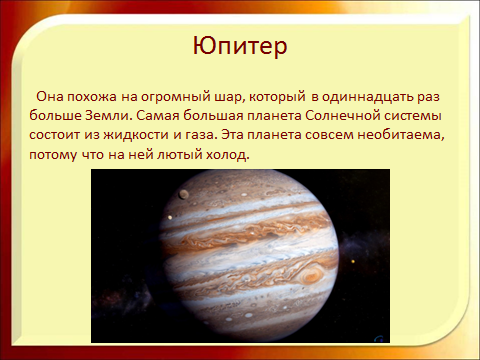 Юпитер
Она похожа на огромный шар, который в одиннадцать раз
больше Земли. Самая большая планета Солнечной системы
состоит из жидкости и газа. Эта планета совсем необитаема,
потому что на ней лютый холод.